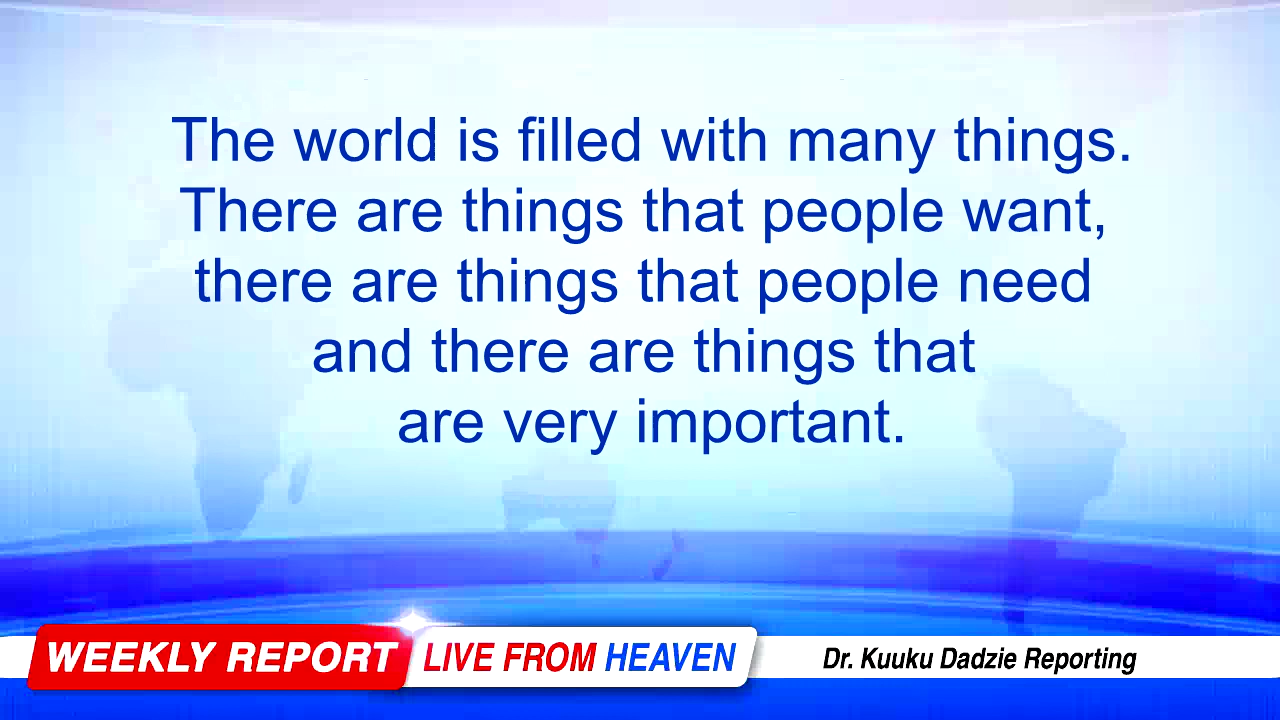 The world is filled with many things.
There are things that people want,
there are things that people need
and there are things that
are very important.
WEEKLY REPORT LIVE FROM HEAVEN Dr. Kuuku Dadzie Reporting